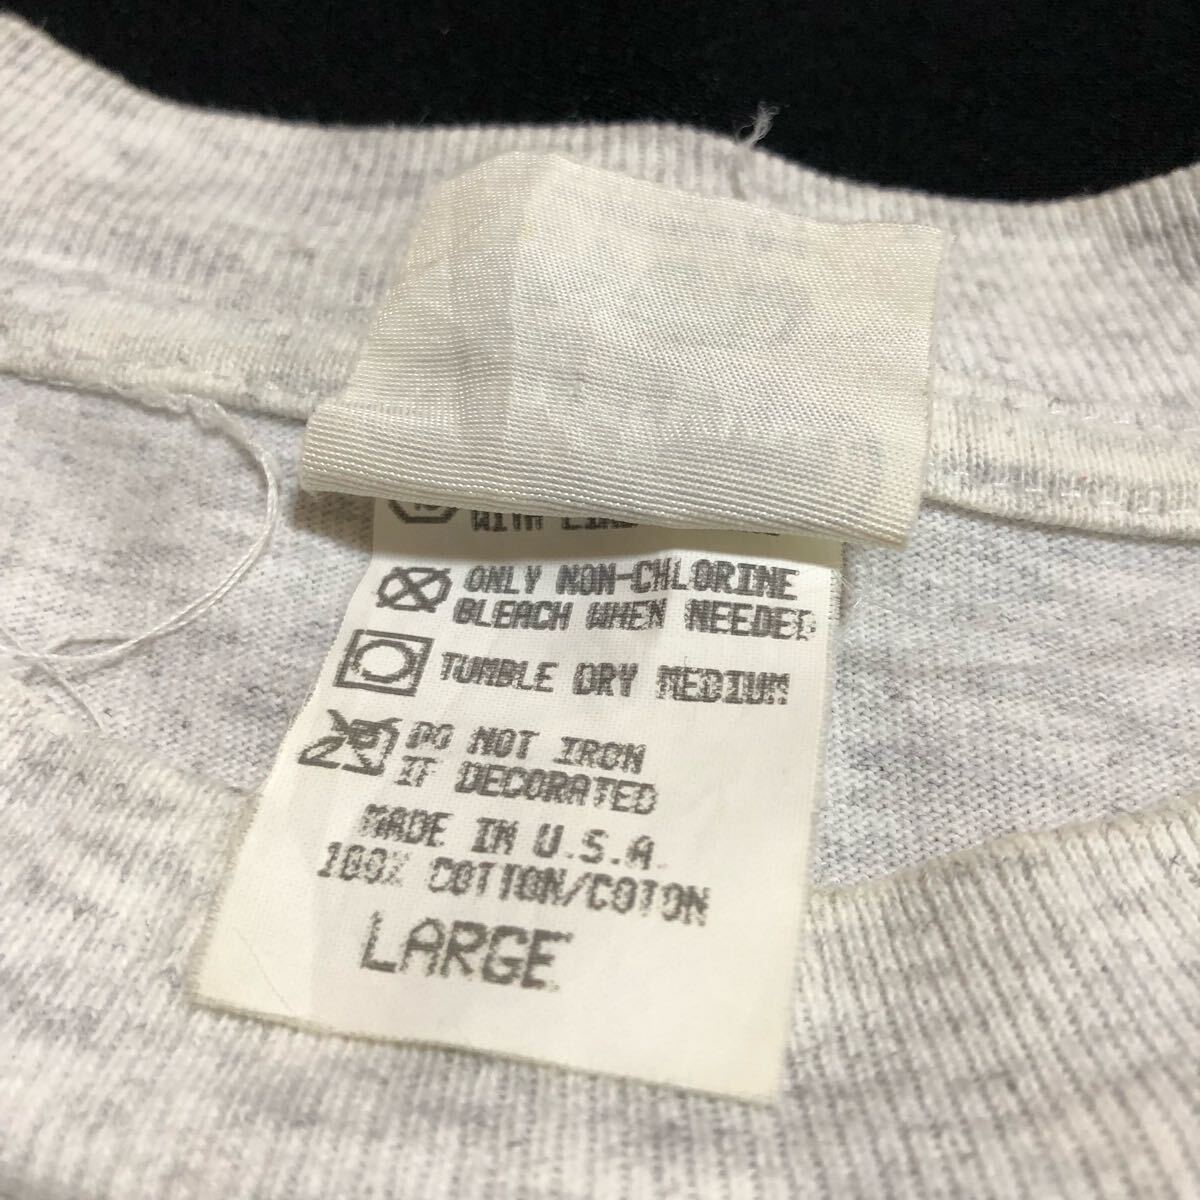 WITH
ONLY NON-CHLORINE
BLEACH WHEN NEEDED
TUMBLE DRY MEDIUM
DO NOT IRON
IF DECORATED
MADE IN U.S.A.
100% COTTON/COTON
LARGE